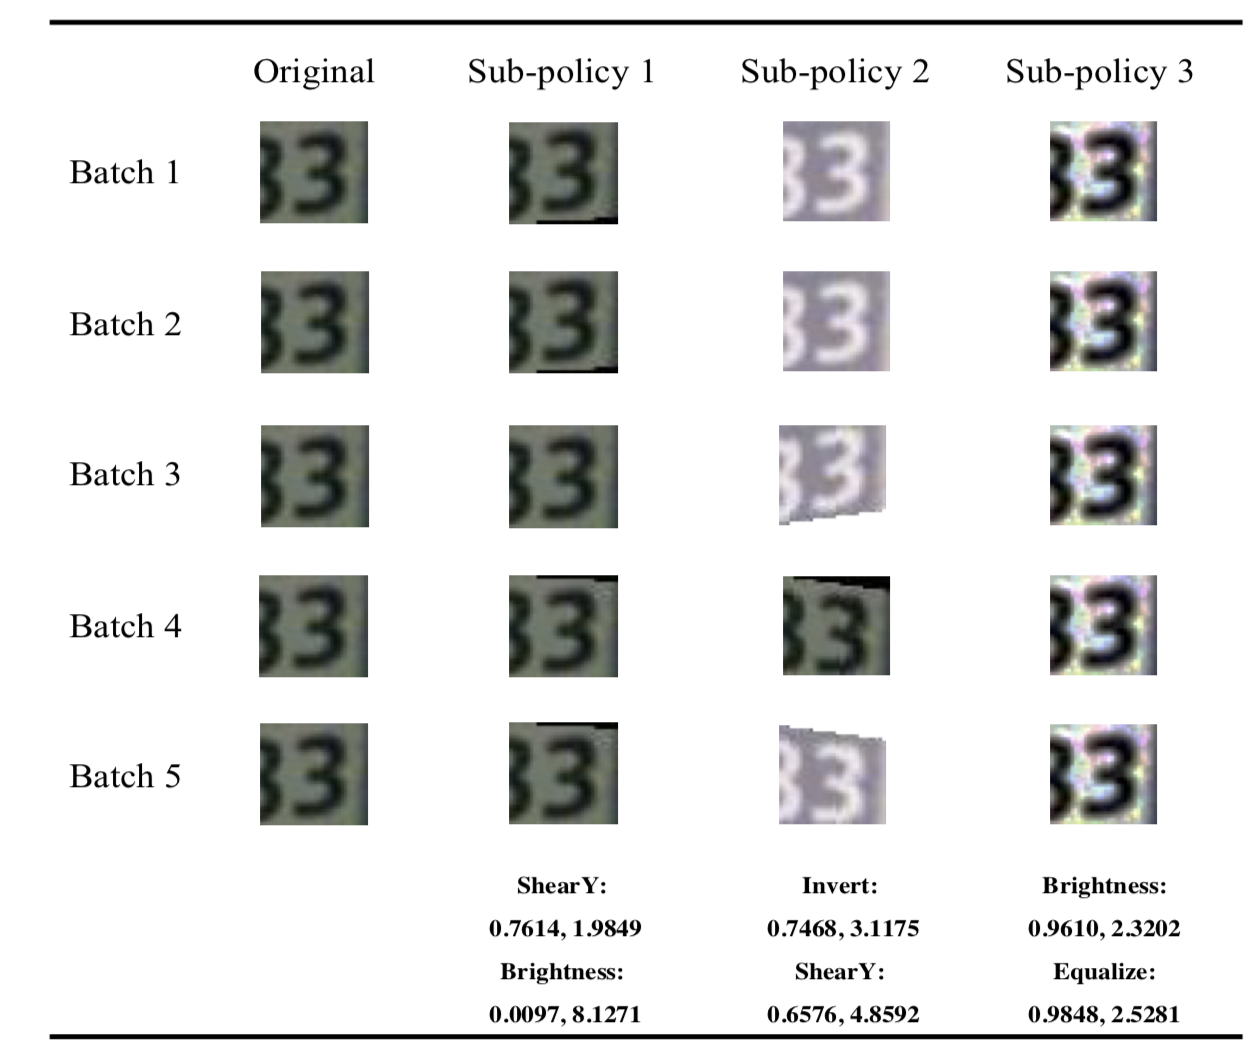 Original Sub-policy 1 Sub-policy 2 Sub-policy 3
Batch 1 33 33 33 33
Batch 2 33 33 33 33
Batch 3 33 33 33 33
Batch 4 33 33 33 33
Batch 5 33 33 33 33
ShearY: Invert: Brightness:
0.7614, 1.9849 0.7468, 3.1175 0.9610, 2.3202
Brightness: ShearY: Equalize:
0.0097, 8.1271 0.6576, 4.8592 0.9848, 2.5281